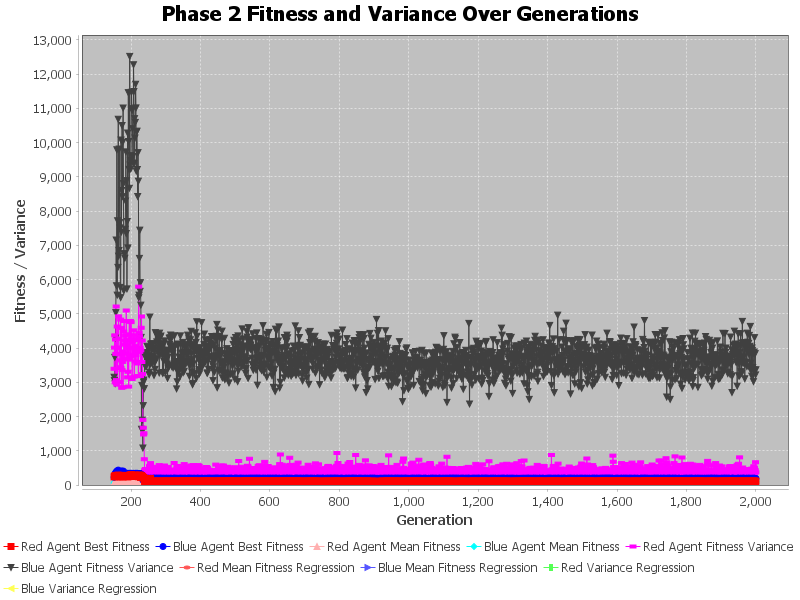 Phase 2 Fitness and Variance Over Generations
13,000
12,000
11,000
10,000
9,000
8,000
7,000
6,000
5,000
4,000
3,000
2,000
1,000
0
Fitness / Variance
200 400 600 800 1,000 1,200 1,400 1,600 1,800 2,000
Generation
Red Agent Best Fitness Blue Agent Best Fitness Red Agent Mean Fitness Blue Agent Mean Fitness Red Agent Fitness Variance
Blue Agent Fitness Variance Red Mean Fitness Regression Blue Mean Fitness Regression Red Variance Regression
Blue Variance Regression